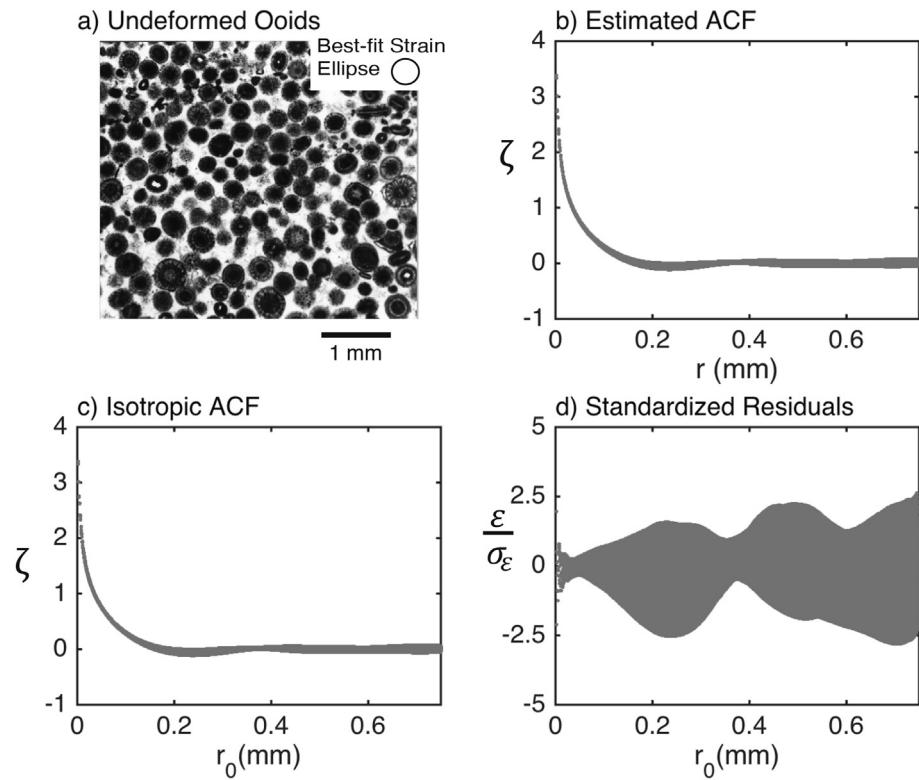 a) Undeformed Ooids
Best-fit Strain
Ellipse
1 mm
b) Estimated ACF
4
3
2
1
0
-1
ζ
0
0.2
0.4
0.6
r (mm)
c) Isotropic ACF
4
3
2
1
0
-1
ζ
0
0.2
0.4
0.6
r₀(mm)
d) Standardized Residuals
5
2.5
0
-2.5
-5
ε
σε
0
0.2
0.4
0.6
r₀(mm)